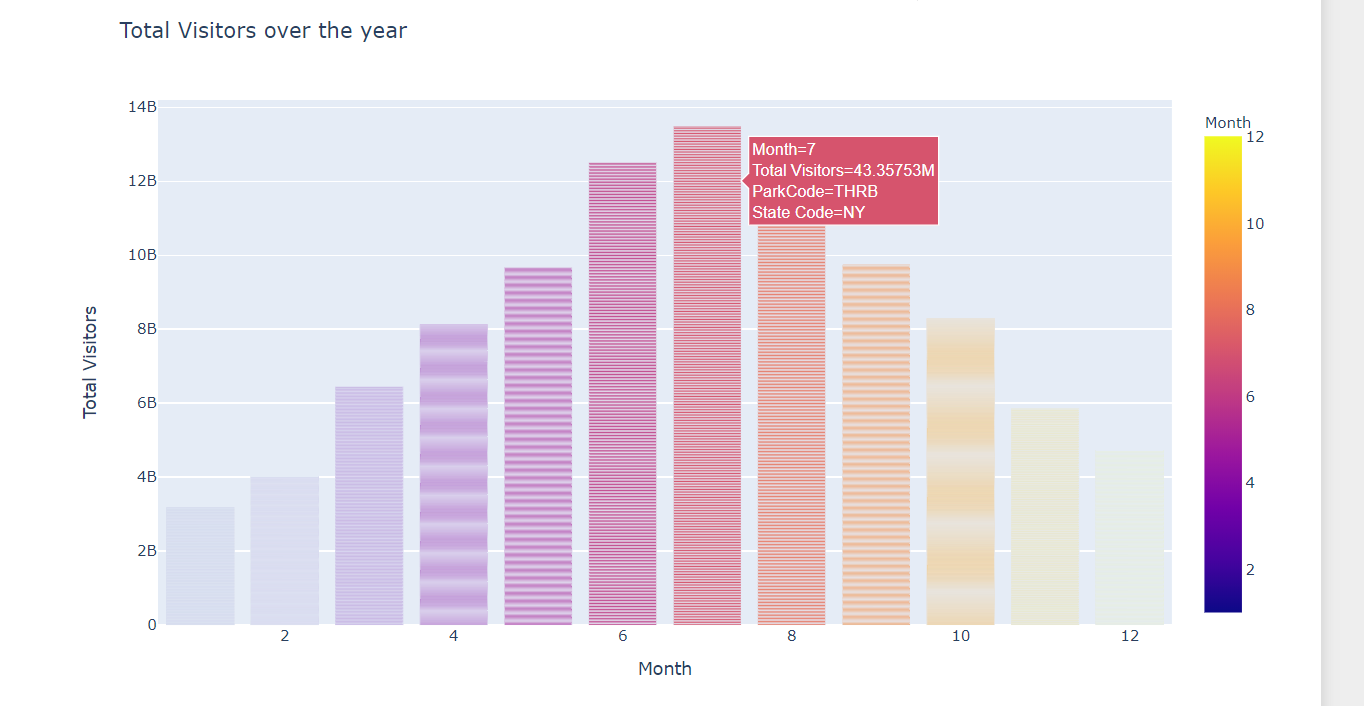 Total Visitors over the year
14B
12B
10B
8B
6B
4B
2B
0
Total Visitors
2
4
6
8
10
12
Month
Month=7
Total Visitors=43.35753M
ParkCode=THRB
State Code=NY
Month
12
10
8
6
4
2